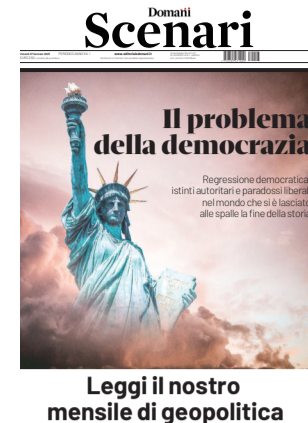 Domani
Scenari
Il problema
della democrazia
Regressione democratica
istinti autoritari e paradossi liberal
nel mondo che si è lasciato
alle spalle la fine della storia
Leggi il nostro
mensile di geopolitica